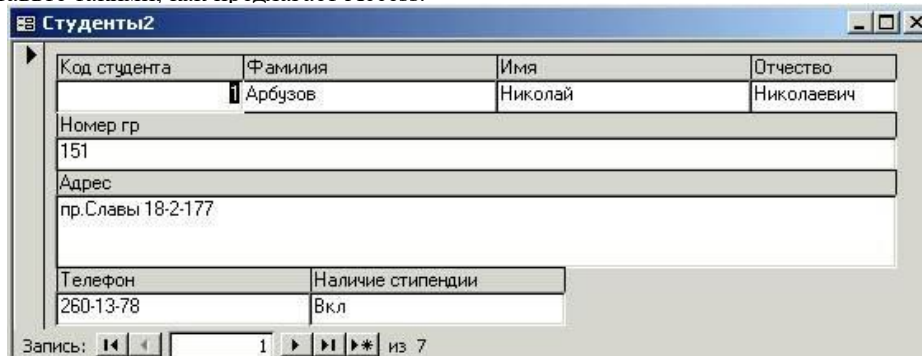 Студенты2
Код студента Фамилия Имя Отчество
1 Арбузов Николай Николаевич
Номер гр
151
Адрес
пр.Славы 18-2-177
Телефон Наличие стипендии
260-13-78 Вкл
Запись: 1 из 7